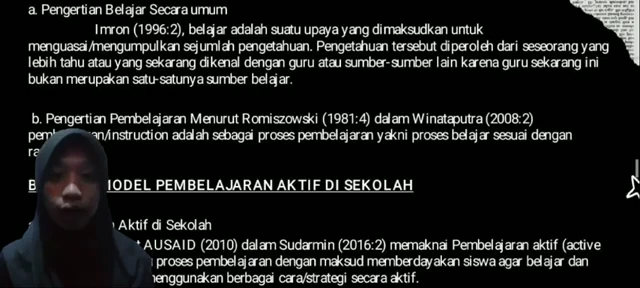 a. Pengertian Belajar Secara umum
Imron (1996:2), belajar adalah suatu upaya yang dimaksudkan untuk
menguasai/mengumpulkan sejumlah pengetahuan. Pengetahuan tersebut diperoleh dari seseorang yang
lebih tahu atau yang sekarang dikenal dengan guru atau sumber-sumber lain karena guru sekarang ini
bukan merupakan satu-satunya sumber belajar.
b. Pengertian Pembelajaran Menurut Romiszowski (1981:4) dalam Winataputra (2008:2)
adalah sebagai proses pembelajaran yakni proses belajar sesuai dengan
PEMBELAJARAN AKTIF DI SEKOLAH
Aktif di Sekolah
AUSAID (2010) dalam Sudarmin (2016:2) memaknai Pembelajaran aktif (active
proses pembelajaran dengan maksud memberdayakan siswa agar belajar dan
menggunakan berbagai cara/strategi secara aktif.